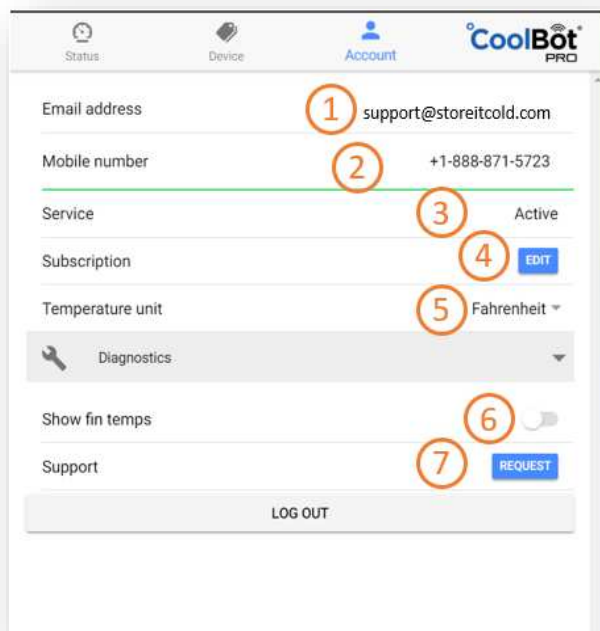 Status Device Account °CoolBot PRO
Email address 1 support@storeitcold.com
Mobile number 2 +1-888-871-5723
Service 3 Active
Subscription 4 EDIT
Temperature unit 5 Fahrenheit
Diagnostics
Show fin temps 6
Support 7 REQUEST
LOG OUT